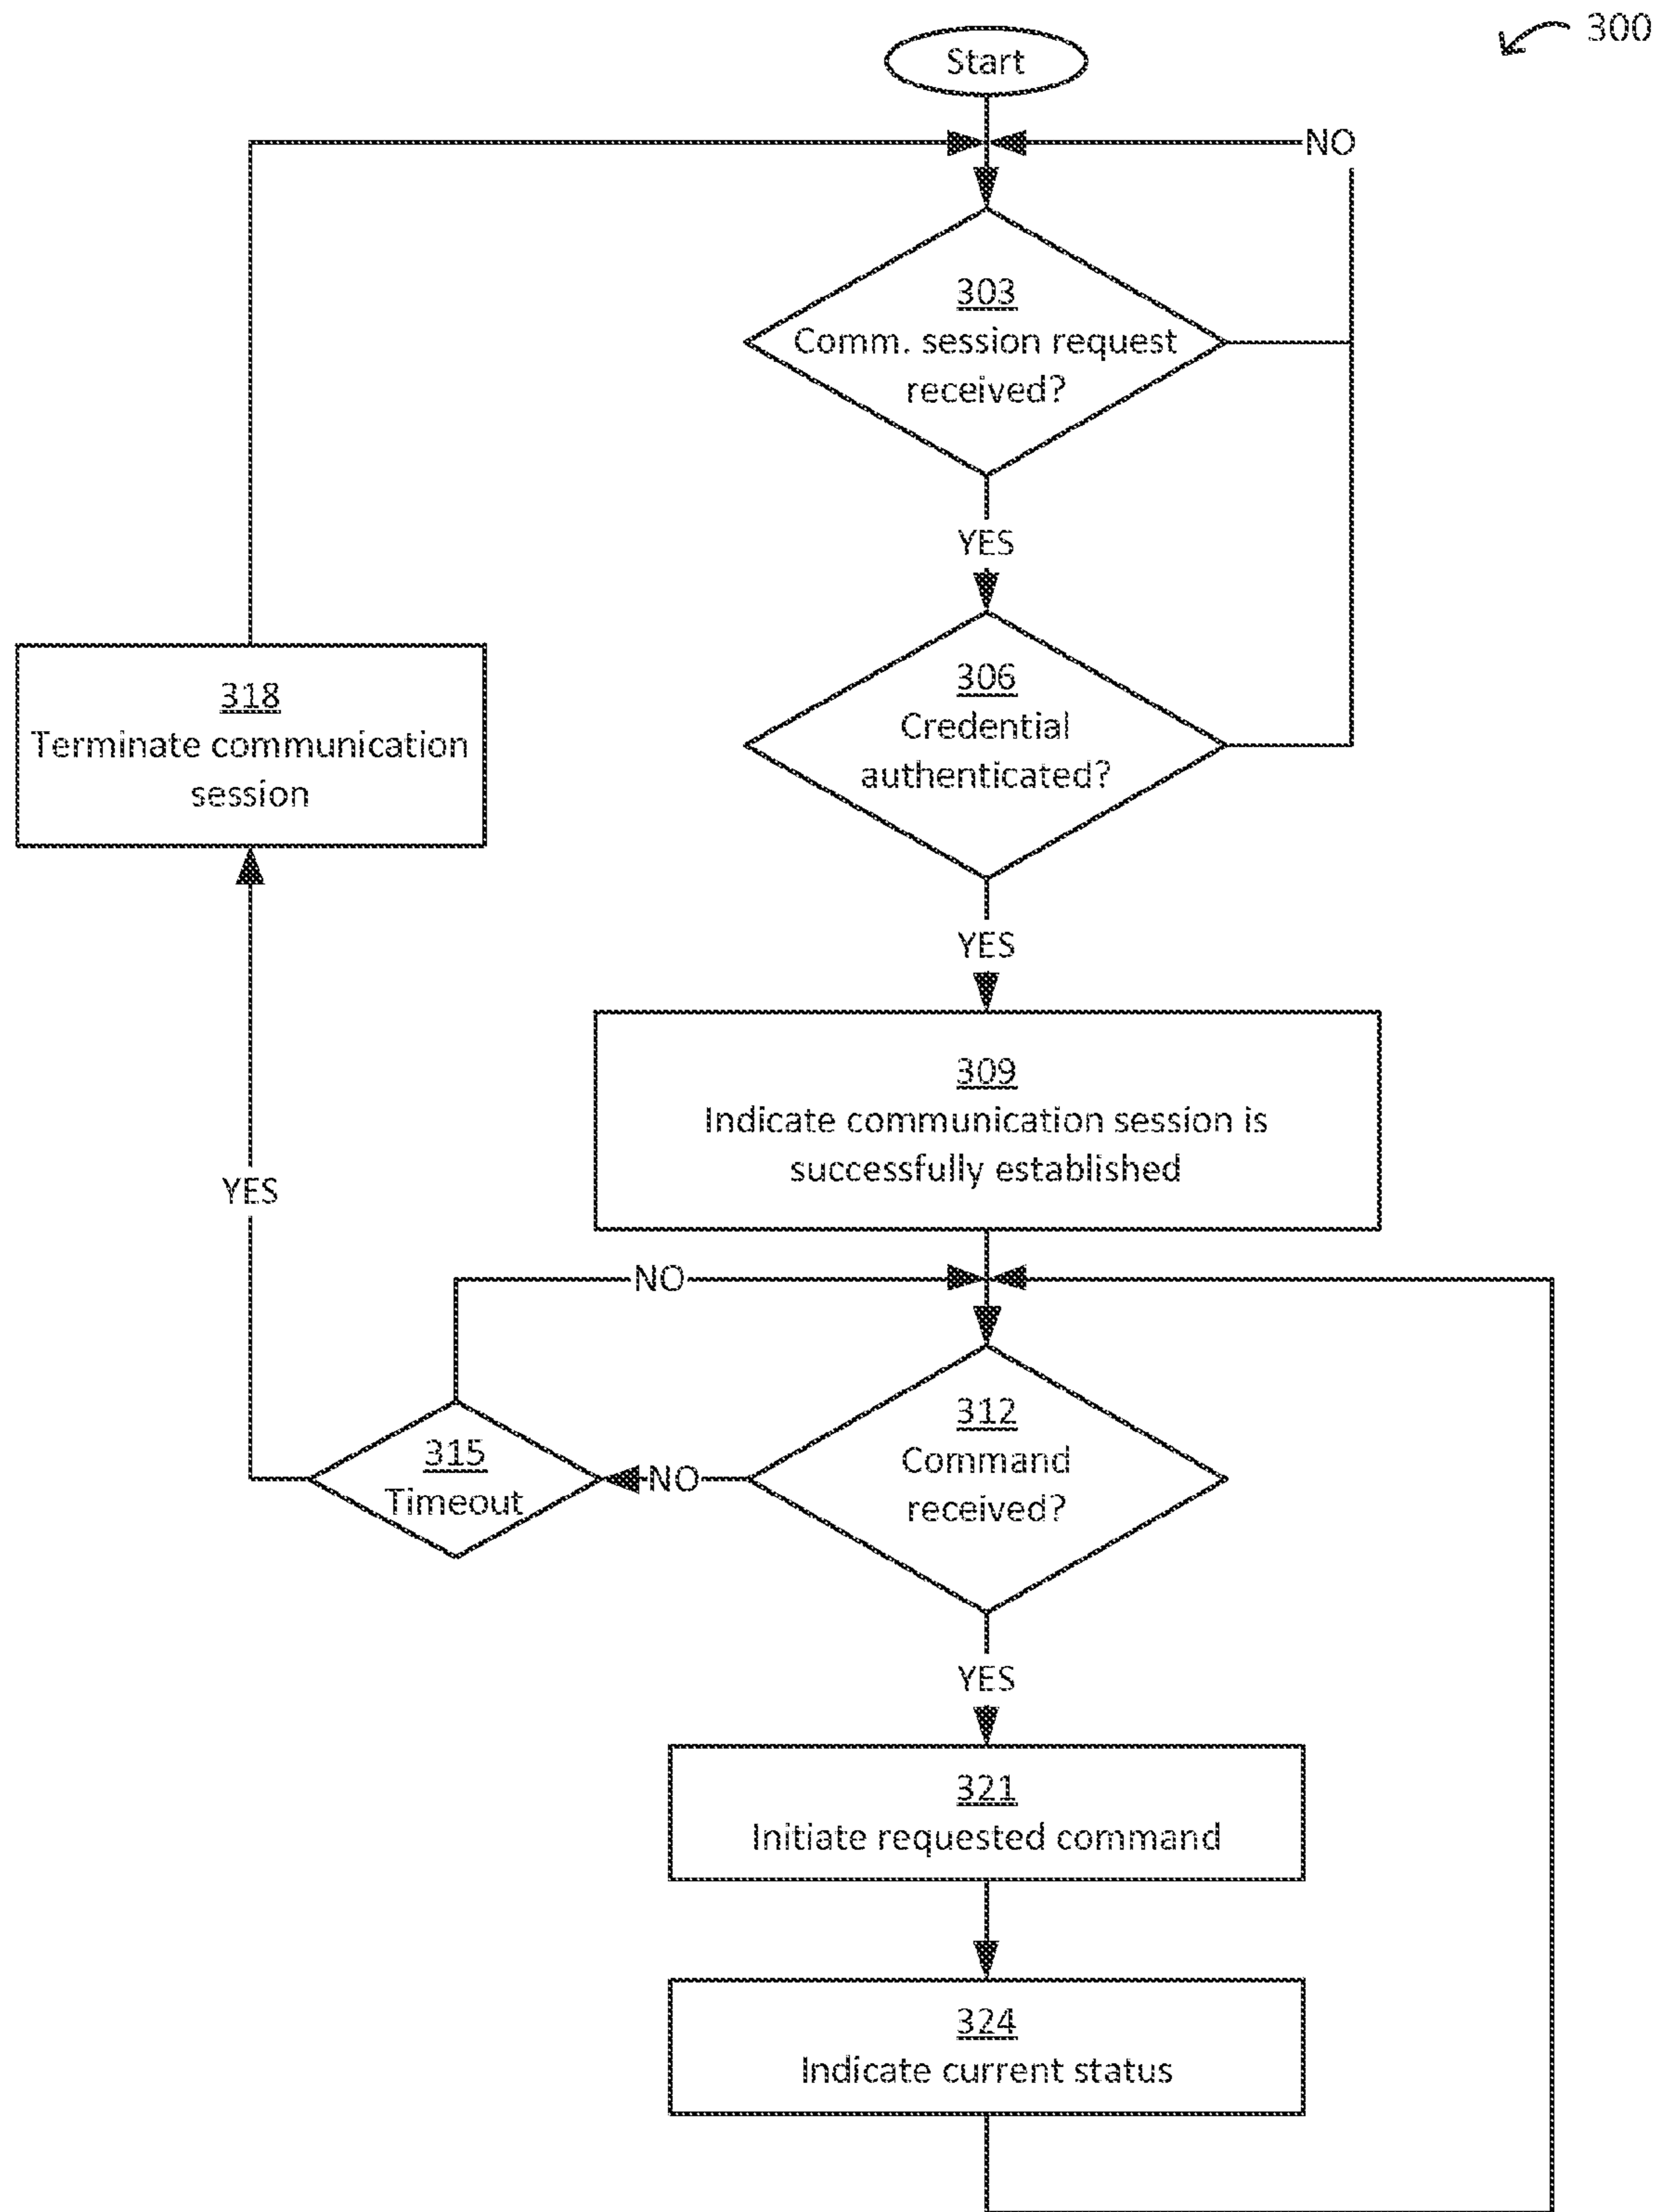 300
Start
NO
303
Comm. session request
received?
YES
306
Credential
authenticated?
318
Terminate communication
session
YES
309
Indicate communication session is
successfully established
YES
NO
312
Command
received?
315
Timeout
NO
YES
321
Initiate requested command
324
Indicate current status